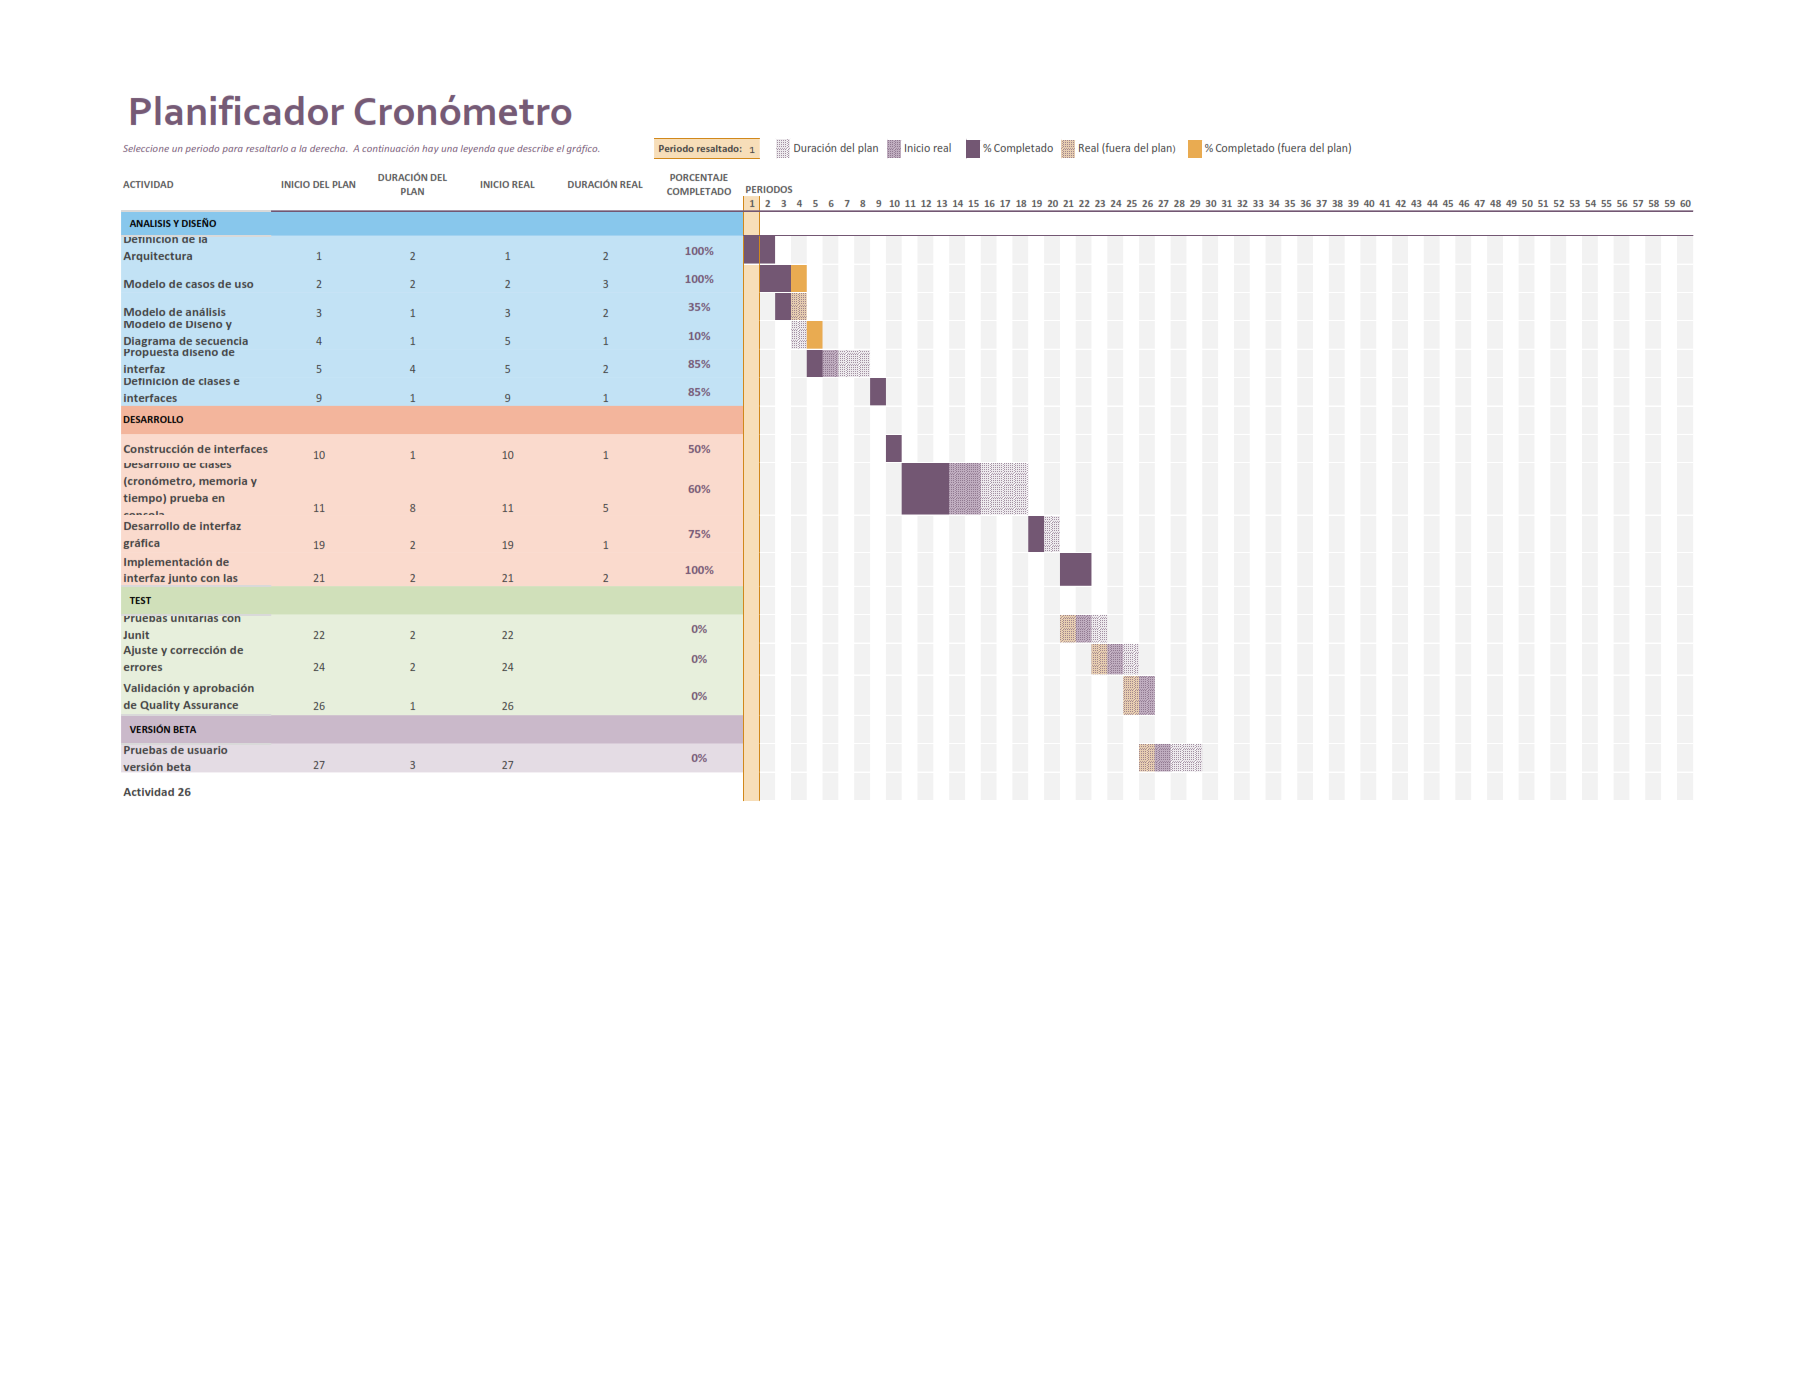 Planificador Cronómetro
Seleccione un periodo para resaltarlo a la derecha. A continuación hay una leyenda que describe el gráfico.
Periodo resaltado: 1
Duración del plan
Inicio real
% Completado
Real (fuera del plan)
% Completado (fuera del plan)
ACTIVIDAD
INICIO DEL PLAN
DURACIÓN DEL
PLAN
INICIO REAL
DURACIÓN REAL
PORCENTAJE
COMPLETADO
PERIODOS
1 2 3 4 5 6 7 8 9 10 11 12 13 14 15 16 17 18 19 20 21 22 23 24 25 26 27 28 29 30 31 32 33 34 35 36 37 38 39 40 41 42 43 44 45 46 47 48 49 50 51 52 53 54 55 56 57 58 59 60
ANALISIS Y DISEÑO
Definición de la
Arquitectura 1 2 1 2 100%
Modelo de casos de uso 2 2 2 3 100%
Modelo de análisis 3 1 3 2 35%
Modelo de Diseño y
Diagrama de secuencia 4 1 5 1 10%
Propuesta diseño de
interfaz 5 4 5 2 85%
Definición de clases e
interfaces 9 1 9 1 85%
DESARROLLO
Construcción de interfaces 10 1 10 1 50%
Desarrollo de clases
(cronómetro, memoria y
tiempo) prueba en
consola 11 8 11 5 60%
Desarrollo de interfaz
gráfica 19 2 19 1 75%
Implementación de
interfaz junto con las 21 2 21 2 100%
TEST
Pruebas unitarias con
Junit 22 2 22 0%
Ajuste y corrección de
errores 24 2 24 0%
Validación y aprobación
de Quality Assurance 26 1 26 0%
VERSIÓN BETA
Pruebas de usuario
versión beta 27 3 27 0%
Actividad 26